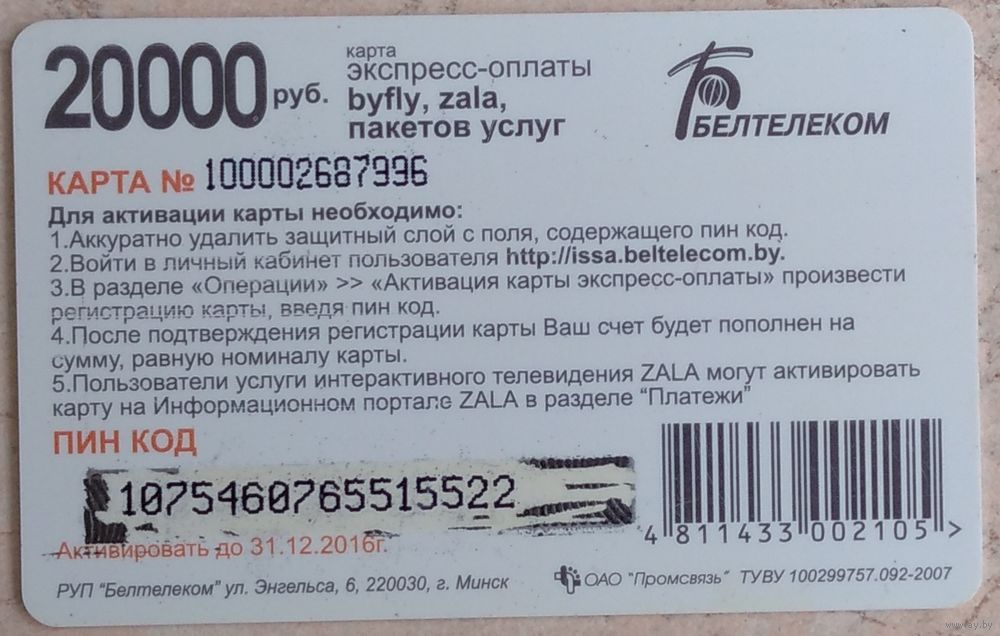 20000 руб.
карта
экспресс-оплаты
byfly, zala,
пакетов услуг
БЕЛТЕЛЕКОМ
КАРТА № 100002687996
Для активации карты необходимо:
1.Аккуратно удалить защитный слой с поля, содержащего пин код.
2.Войти в личный кабинет пользователя http://issa.beltelecom.by.
3.В разделе «Операции» >> «Активация карты экспресс-оплаты» произвести
регистрацию карты, введя пин код.
4.После подтверждения регистрации карты Ваш счет будет пополнен на
сумму, равную номиналу карты.
5.Пользователи услуги интерактивного телевидения ZALA могут активировать
карту на Информационном портале ZALA в разделе “Платежи”
ПИН КОД
1075460765515522
4 811433 002105 >
Активировать до 31.12.2016г.
РУП “Белтелеком” ул. Энгельса, 6, 220030, г. Минск
ОАО "Промсвязь" ТУВУ 100299757.092-2007
www.ay.by